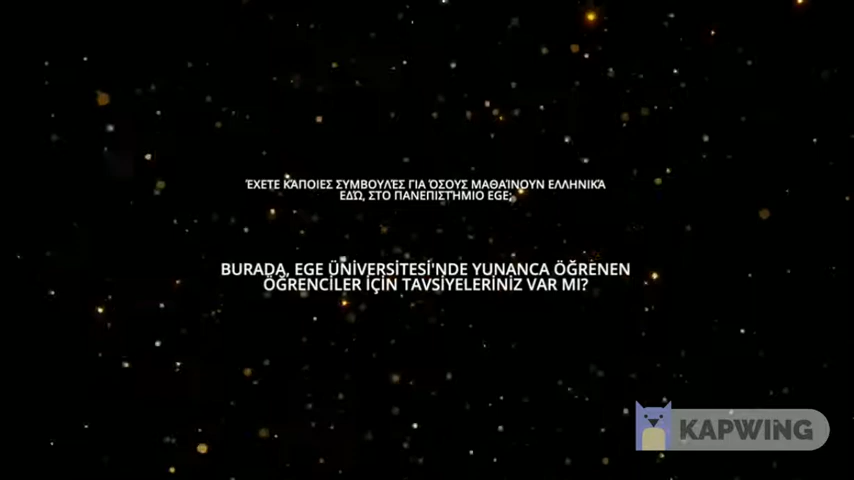 ΈΧΕΤΕ ΚΆΠΟΙΕΣ ΣΥΜΒΟΥΛΈΣ ΓΙΑ ΌΣΟΥΣ ΜΑΘΑΊΝΟΥΝ ΕΛΛΗΝΙΚΆ
ΕΔΏ, ΣΤΟ ΠΑΝΕΠΙΣΤΉΜΙΟ EGE;
BURADA, EGE ÜNİVERSİTESİ'NDE YUNANCA ÖĞRENEN
ÖĞRENCİLER İÇİN TAVSİYELERİNİZ VAR MI?
KAPWING